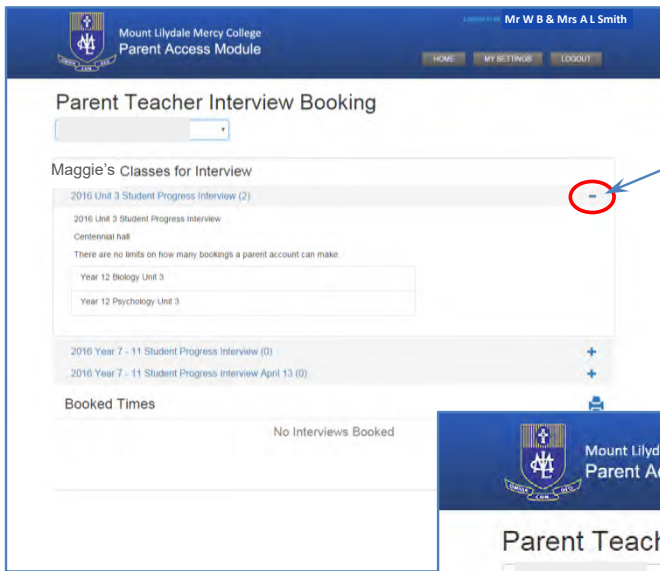 Mount Lilydale Mercy College
Parent Access Module
Mr W B & Mrs A L Smith
HOME MY SETTINGS LOGOUT
Parent Teacher Interview Booking
Maggie's Classes for Interview
2016 Unit 3 Student Progress Interview (2)
2016 Unit 3 Student Progress Interview
Centennial hall
There are no limits on how many bookings a parent account can make.
Year 12 Biology Unit 3
Year 12 Psychology Unit 3
2016 Year 7 - 11 Student Progress Interview (0)
2016 Year 7 - 11 Student Progress Interview April 13 (0)
Booked Times
No Interviews Booked
Mount Lilyd
Parent A
Parent Teach